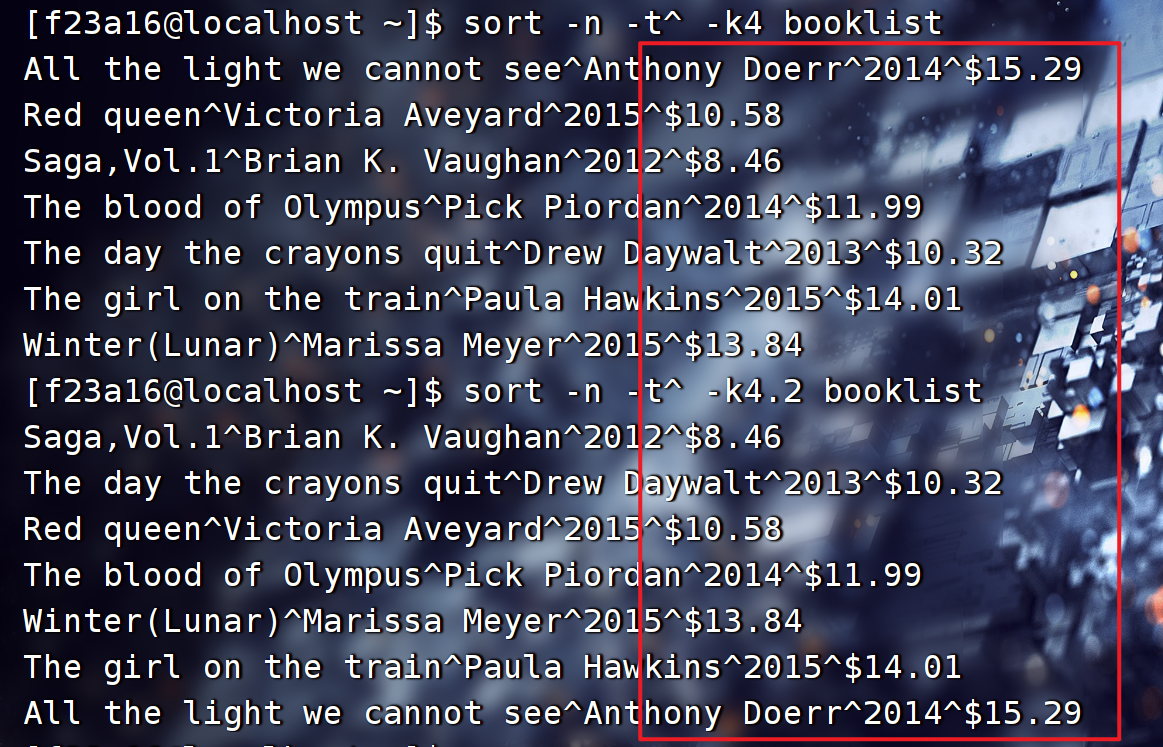 [f23a16@localhost ~]$ sort -n -t^ -k4 booklist
All the light we cannot see^Anthony Doerr^2014^$15.29
Red queen^Victoria Aveyard^2015^$10.58
Saga,Vol.1^Brian K. Vaughan^2012^$8.46
The blood of Olympus^Pick Piordan^2014^$11.99
The day the crayons quit^Drew Daywalt^2013^$10.32
The girl on the train^Paula Hawkins^2015^$14.01
Winter(Lunar)^Marissa Meyer^2015^$13.84
[f23a16@localhost ~]$ sort -n -t^ -k4.2 booklist
Saga,Vol.1^Brian K. Vaughan^2012^$8.46
The day the crayons quit^Drew Daywalt^2013^$10.32
Red queen^Victoria Aveyard^2015^$10.58
The blood of Olympus^Pick Piordan^2014^$11.99
Winter(Lunar)^Marissa Meyer^2015^$13.84
The girl on the train^Paula Hawkins^2015^$14.01
All the light we cannot see^Anthony Doerr^2014^$15.29